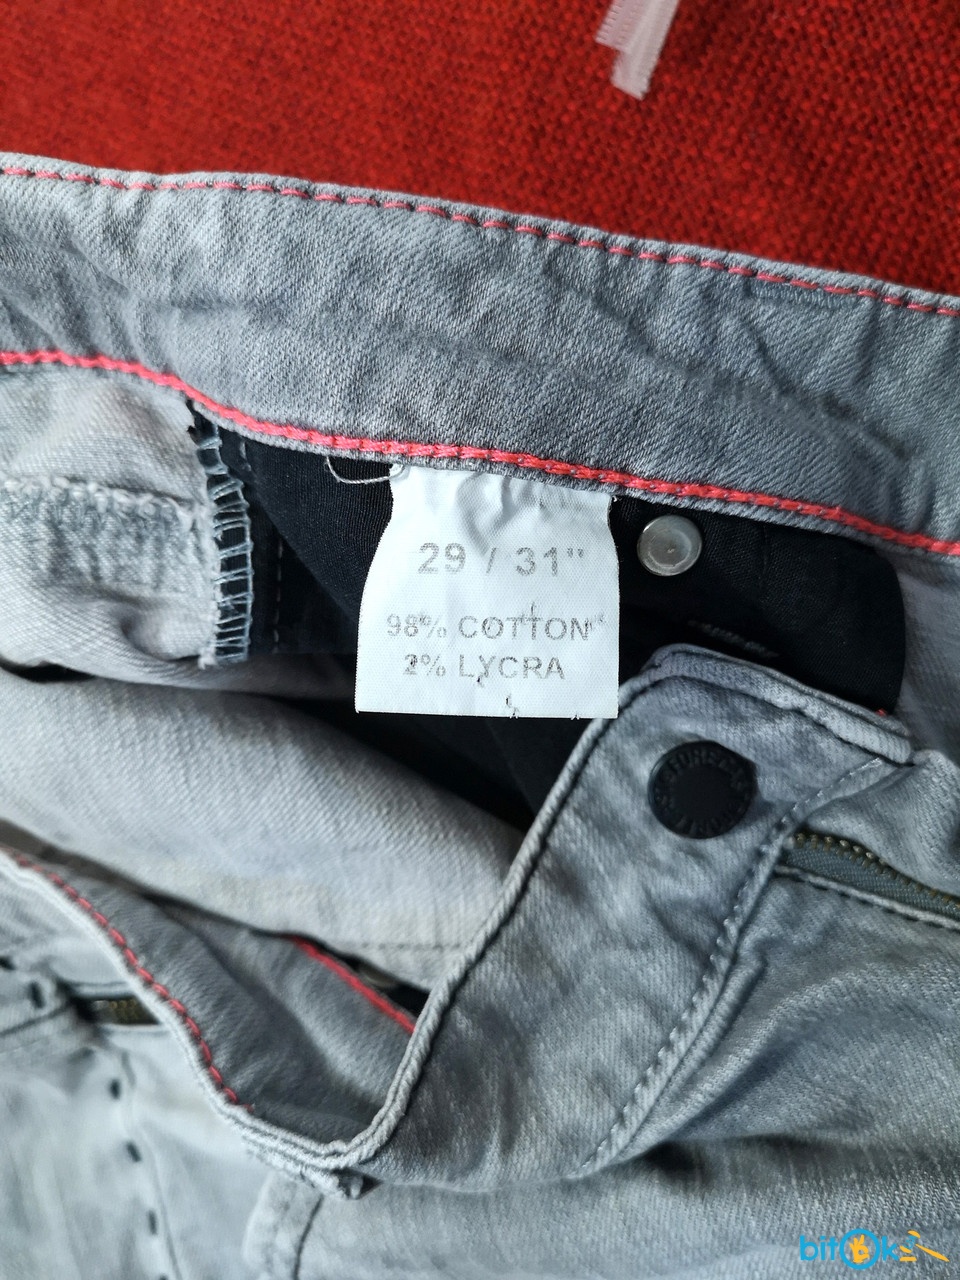 29 / 31"
98% COTTON
2% LYCRA
bitOk